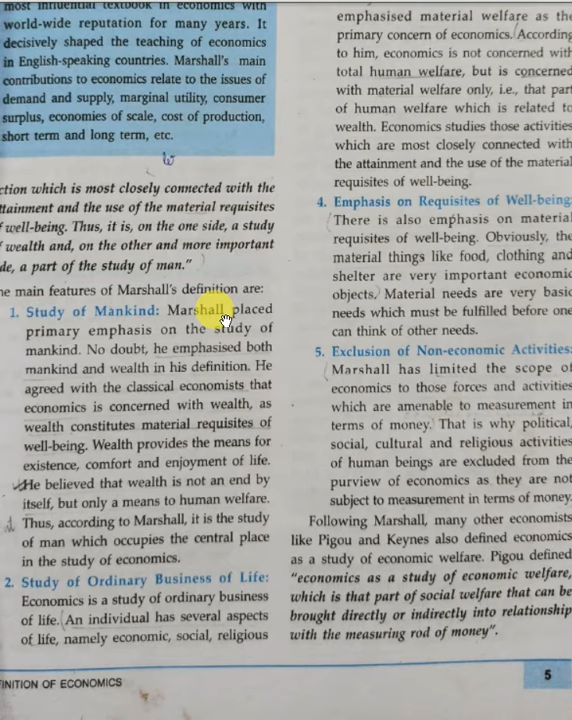 most influential textbook in economics with
world-wide reputation for many years. It
decisively shaped the teaching of economics
in English-speaking countries. Marshall's main
contributions to economics relate to the issues of
demand and supply, marginal utility, consumer
surplus, economies of scale, cost of production,
short term and long term, etc.
ction which is most closely connected with the
ttainment and the use of the material requisites
f well-being. Thus, it is, on the one side, a study
f wealth and, on the other and more important
de, a part of the study of man."
he main features of Marshall's definition are:
1. Study of Mankind: Marshall placed
primary emphasis on the study of
mankind. No doubt, he emphasised both
mankind and wealth in his definition. He
agreed with the classical economists that
economics is concerned with wealth, as
wealth constitutes material requisites of
well-being. Wealth provides the means for
existence, comfort and enjoyment of life.
He believed that wealth is not an end by
itself, but only a means to human welfare.
Thus, according to Marshall, it is the study
of man which occupies the central place
in the study of economics.
2. Study of Ordinary Business of Life:
Economics is a study of ordinary business
of life. An individual has several aspects
of life, namely economic, social, religious
emphasised material welfare as the
primary concern of economics. According
to him, economics is not concerned with
total human welfare, but is concerned
with material welfare only, i.e., that part
of human welfare which is related to
wealth. Economics studies those activities
which are most closely connected with
the attainment and the use of the material
requisites of well-being.
4. Emphasis on Requisites of Well-being:
There is also emphasis on material
requisites of well-being. Obviously, the
material things like food, clothing and
shelter are very important economic
objects. Material needs are very basic
needs which must be fulfilled before one
can think of other needs.
5. Exclusion of Non-economic Activities:
Marshall has limited the scope of
economics to those forces and activities
which are amenable to measurement in
terms of money. That is why political,
social, cultural and religious activities
of human beings are excluded from the
purview of economics as they are not
subject to measurement in terms of money.
Following Marshall, many other economists
like Pigou and Keynes also defined economics
as a study of economic welfare. Pigou defined
"economics as a study of economic welfare,
which is that part of social welfare that can be
brought directly or indirectly into relationship
with the measuring rod of money".
INITION OF ECONOMICS
5